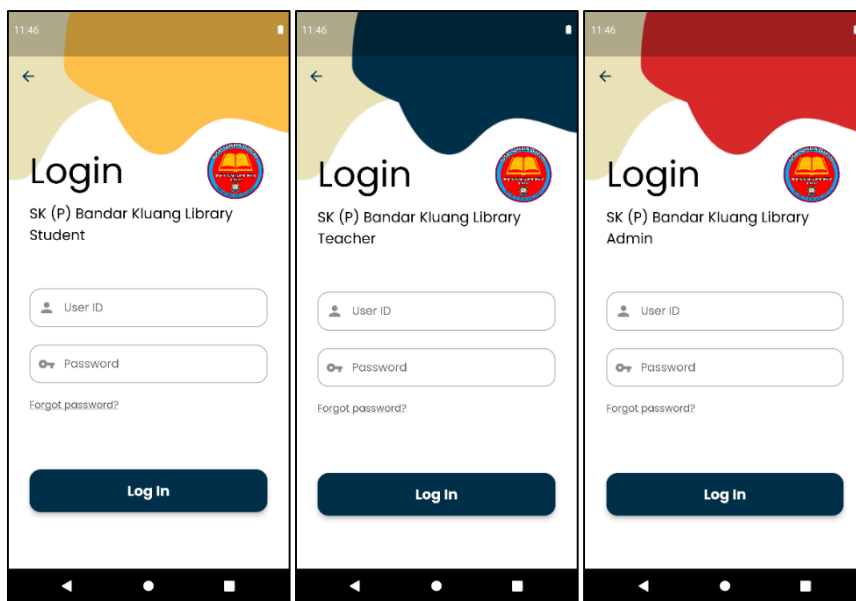 11:46
Login
SK (P) Bandar Kluang Library
Student
User ID
Password
Forgot password?
Log In
11:46
Login
SK (P) Bandar Kluang Library
Teacher
User ID
Password
Forgot password?
Log In
11:46
Login
SK (P) Bandar Kluang Library
Admin
User ID
Password
Forgot password?
Log In